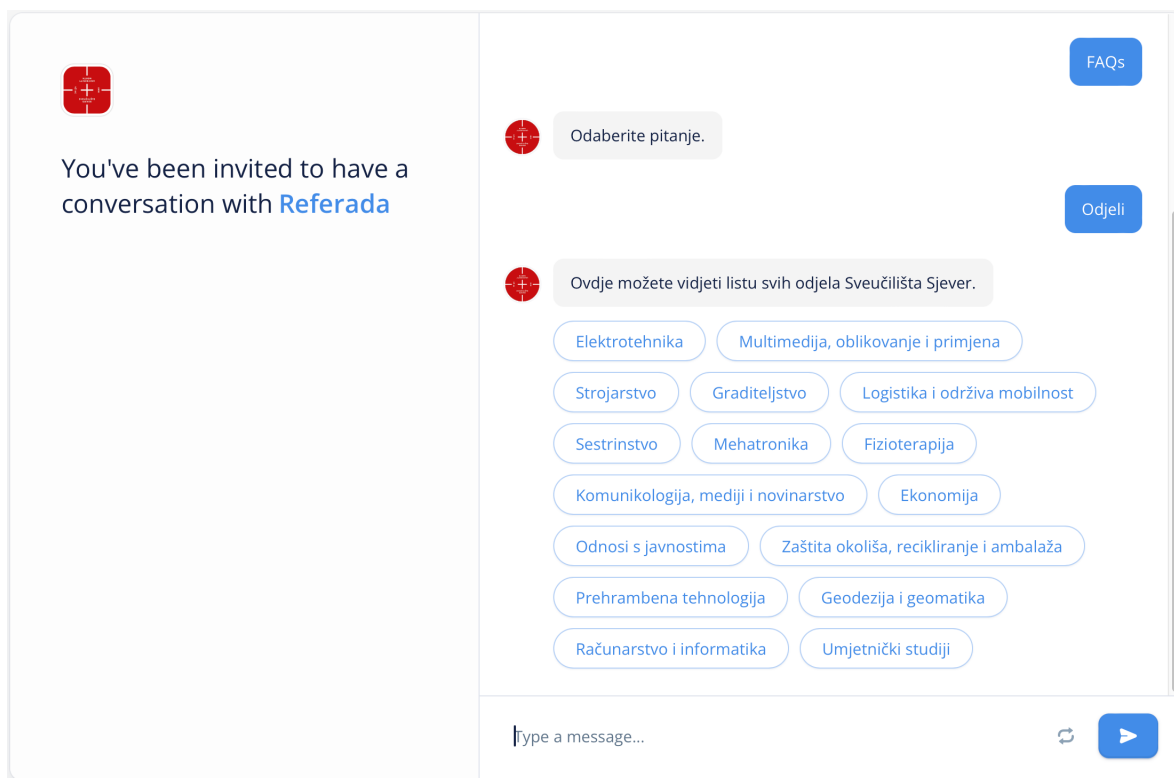 FAQs
Odaberite pitanje.
You've been invited to have a
conversation with Referada
Odjeli
Ovdje možete vidjeti listu svih odjela Sveučilišta Sjever.
Elektrotehnika
Multimedija, oblikovanje i primjena
Strojarstvo
Graditeljstvo
Logistika i održiva mobilnost
Sestrinstvo
Mehatronika
Fizioterapija
Komunikologija, mediji i novinarstvo
Ekonomija
Odnosi s javnostima
Zaštita okoliša, recikliranje i ambalaža
Prehrambena tehnologija
Geodezija i geomatika
Računarstvo i informatika
Umjetnički studiji
Type a message...